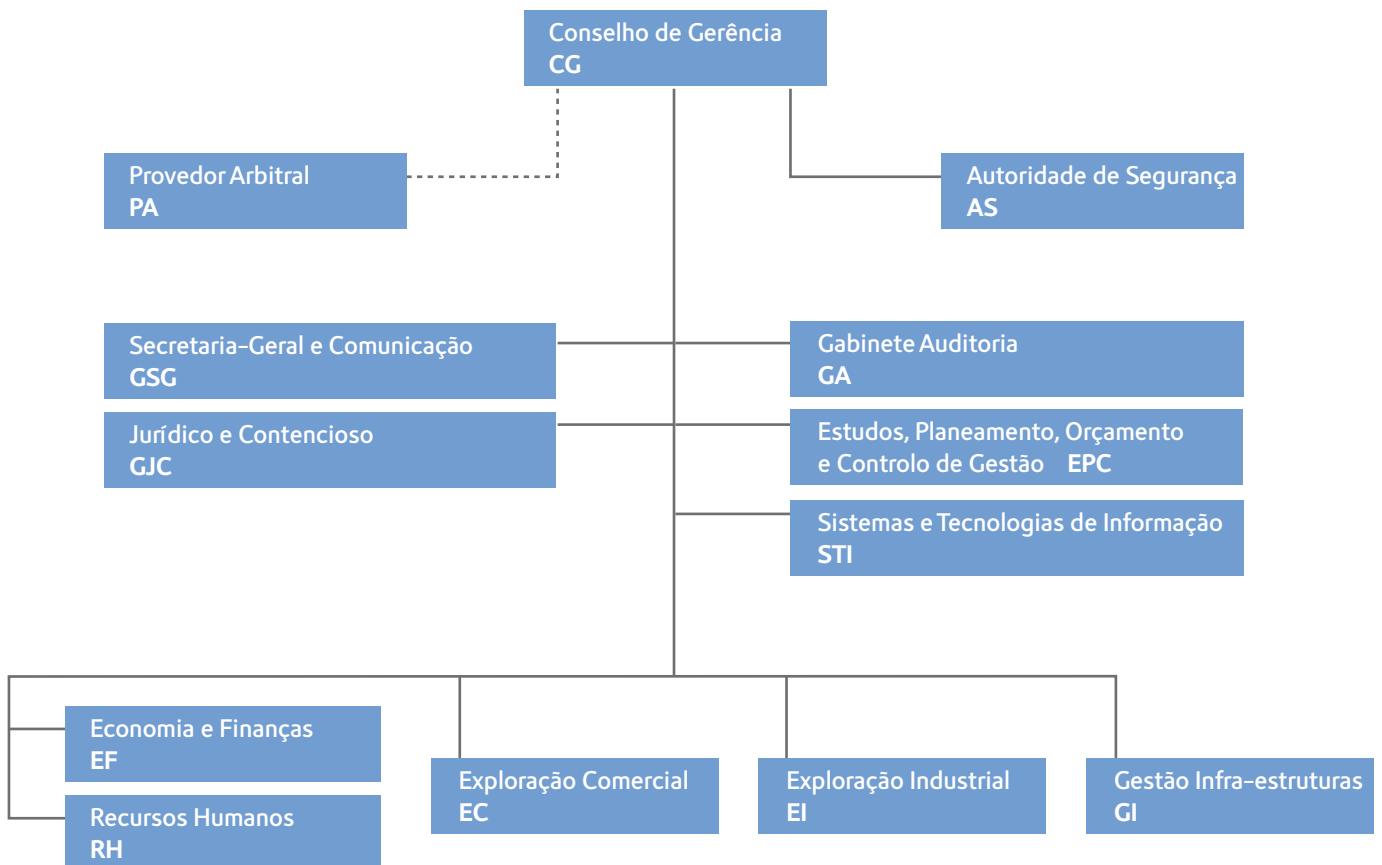 Conselho de Gerência
CG
Provedor Arbitral
PA
Autoridade de Segurança
AS
Secretaria-Geral e Comunicação
GSG
Gabinete Auditoria
GA
Jurídico e Contencioso
GJC
Estudos, Planeamento, Orçamento
e Controlo de Gestão EPC
Sistemas e Tecnologias de Informação
STI
Economia e Finanças
EF
Recursos Humanos
RH
Exploração Comercial
EC
Exploração Industrial
EI
Gestão Infra-estruturas
GI